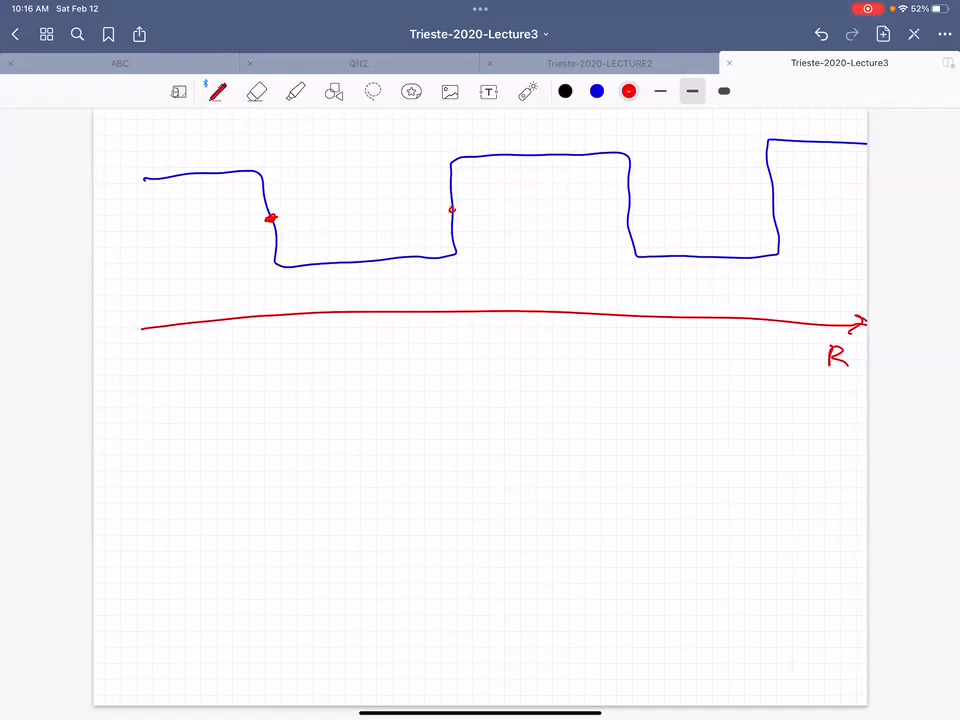 10:16 AM Sat Feb 12
52%
Trieste-2020-Lecture3
ABC
Qft2
Trieste-2020-LECTURE2
Trieste-2020-Lecture3
T
R